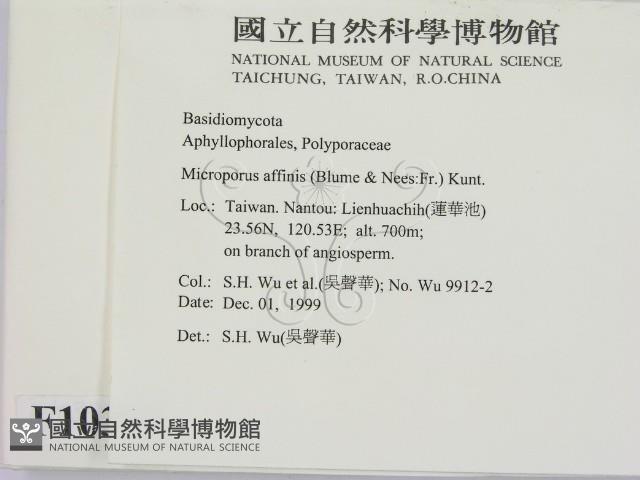 國立自然科學博物館
NATIONAL MUSEUM OF NATURAL SCIENCE
TAICHUNG, TAIWAN, R.O.CHINA
Basidiomycota
Aphyllophorales, Polyporaceae
Microporus affinis (Blume & Nees:Fr.) Kunt.
Loc.: Taiwan. Nantou: Lienhuachih(蓮華池)
23.56N, 120.53E; alt. 700m;
on branch of angiosperm.
Col.: S.H. Wu et al.(吳聲華); No. Wu 9912-2
Date: Dec. 01, 1999
Det.: S.H. Wu(吳聲華)
F102
國立自然科學博物館
NATIONAL MUSEUM OF NATURAL SCIENCE